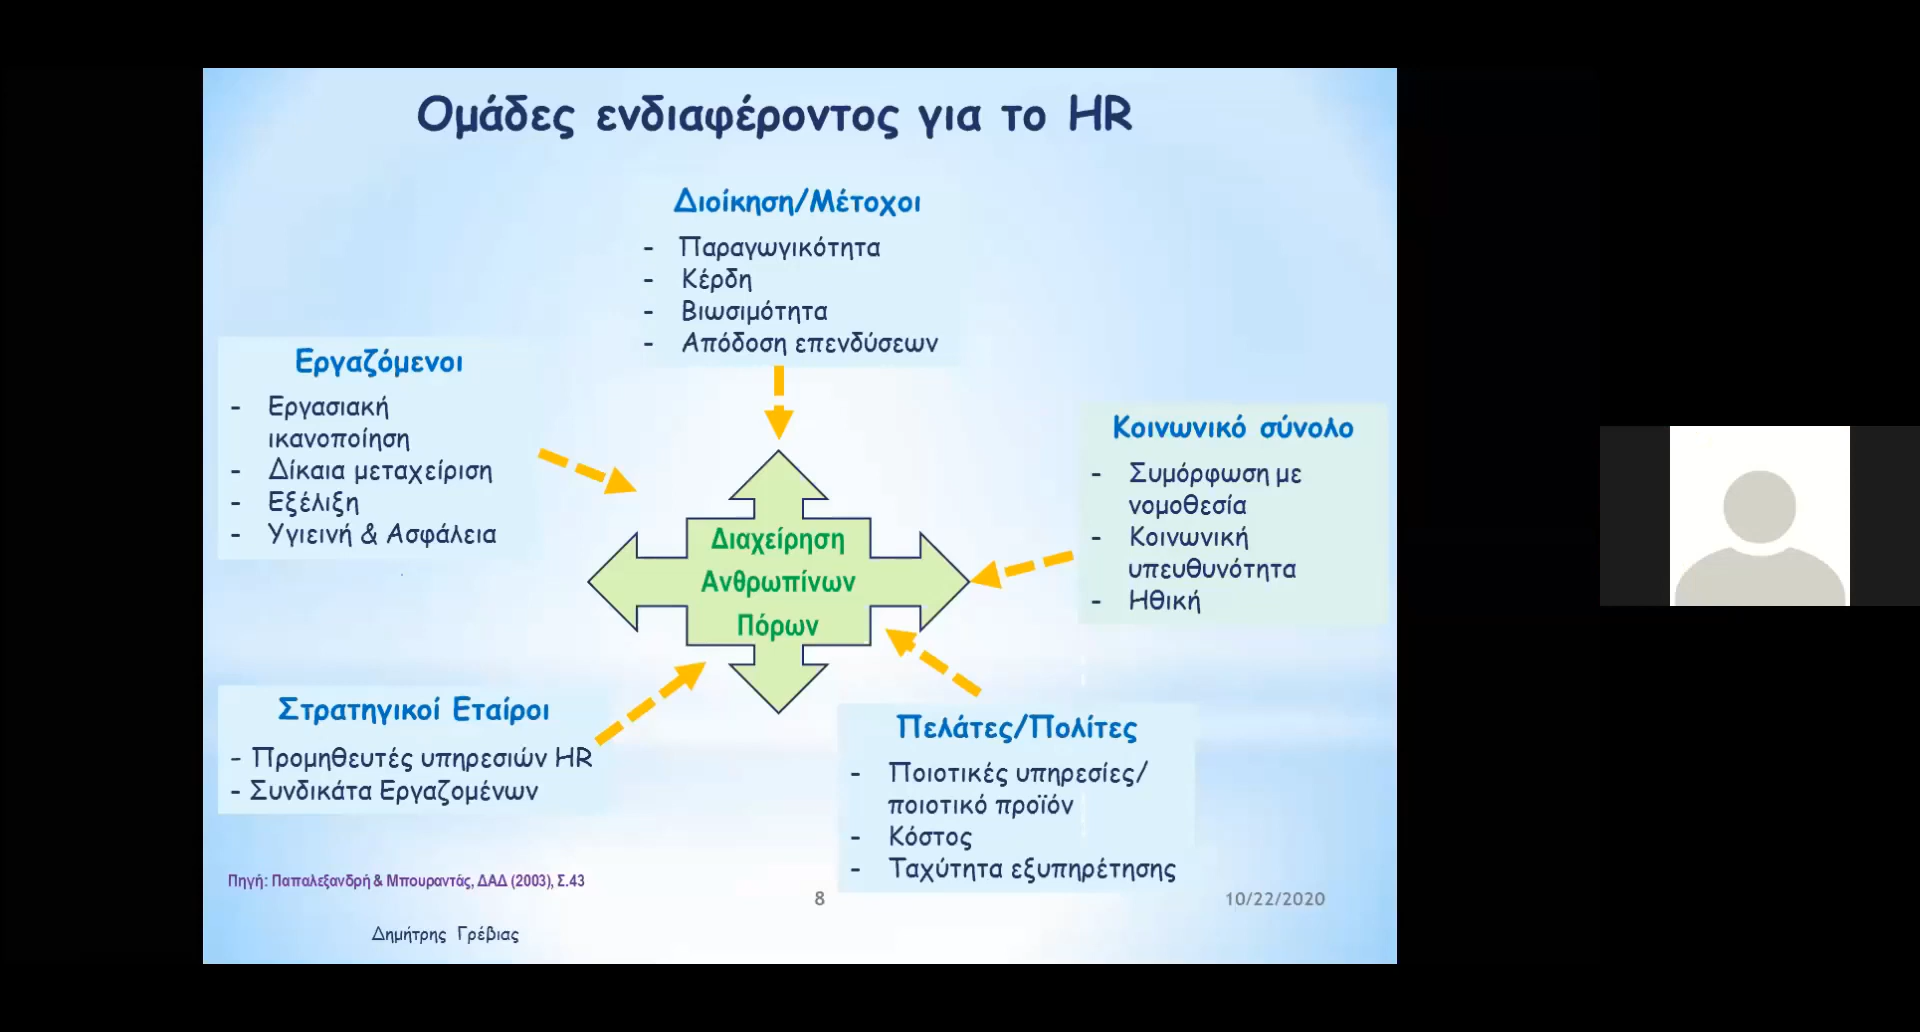 Ομάδες ενδιαφέροντος για το HR
Διοίκηση/Μέτοχοι
- Παραγωγικότητα
- Κέρδη
- Βιωσιμότητα
- Απόδοση επενδύσεων
Εργαζόμενοι
- Εργασιακή
ικανοποίηση
- Δίκαια μεταχείριση
- Εξέλιξη
- Υγιεινή & Ασφάλεια
Κοινωνικό σύνολο
- Συμόρφωση με
νομοθεσία
- Κοινωνική
υπευθυνότητα
- Ηθική
Διαχείρηση
Ανθρωπίνων
Πόρων
Στρατηγικοί Εταίροι
- Προμηθευτές υπηρεσιών HR
- Συνδικάτα Εργαζομένων
Πελάτες/Πολίτες
- Ποιοτικές υπηρεσίες/
ποιοτικό προϊόν
- Κόστος
- Ταχύτητα εξυπηρέτησης
Πηγή: Παπαλεξανδρή & Μπουραντάς, ΔΑΔ (2003), Σ.43
8
10/22/2020
Δημήτρης Γρέβιας